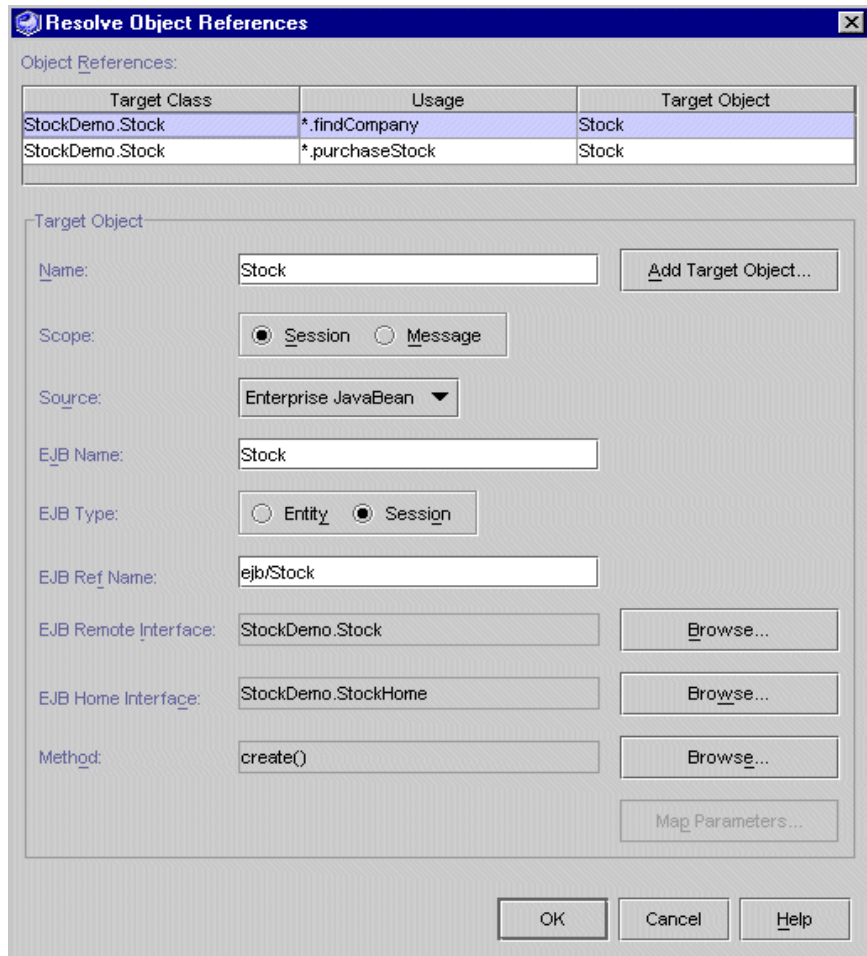 Resolve Object References
Object References:
Target Class Usage Target Object
StockDemo.Stock *.findCompany Stock
StockDemo.Stock *.purchaseStock Stock
Target Object
Name: Stock Add Target Object...
Scope: Session Message
Source: Enterprise JavaBean
EJB Name: Stock
EJB Type: Entity Session
EJB Ref Name: ejb/Stock
EJB Remote Interface: StockDemo.Stock Browse...
EJB Home Interface: StockDemo.StockHome Browse...
Method: create() Browse...
Map Parameters...
OK Cancel Help